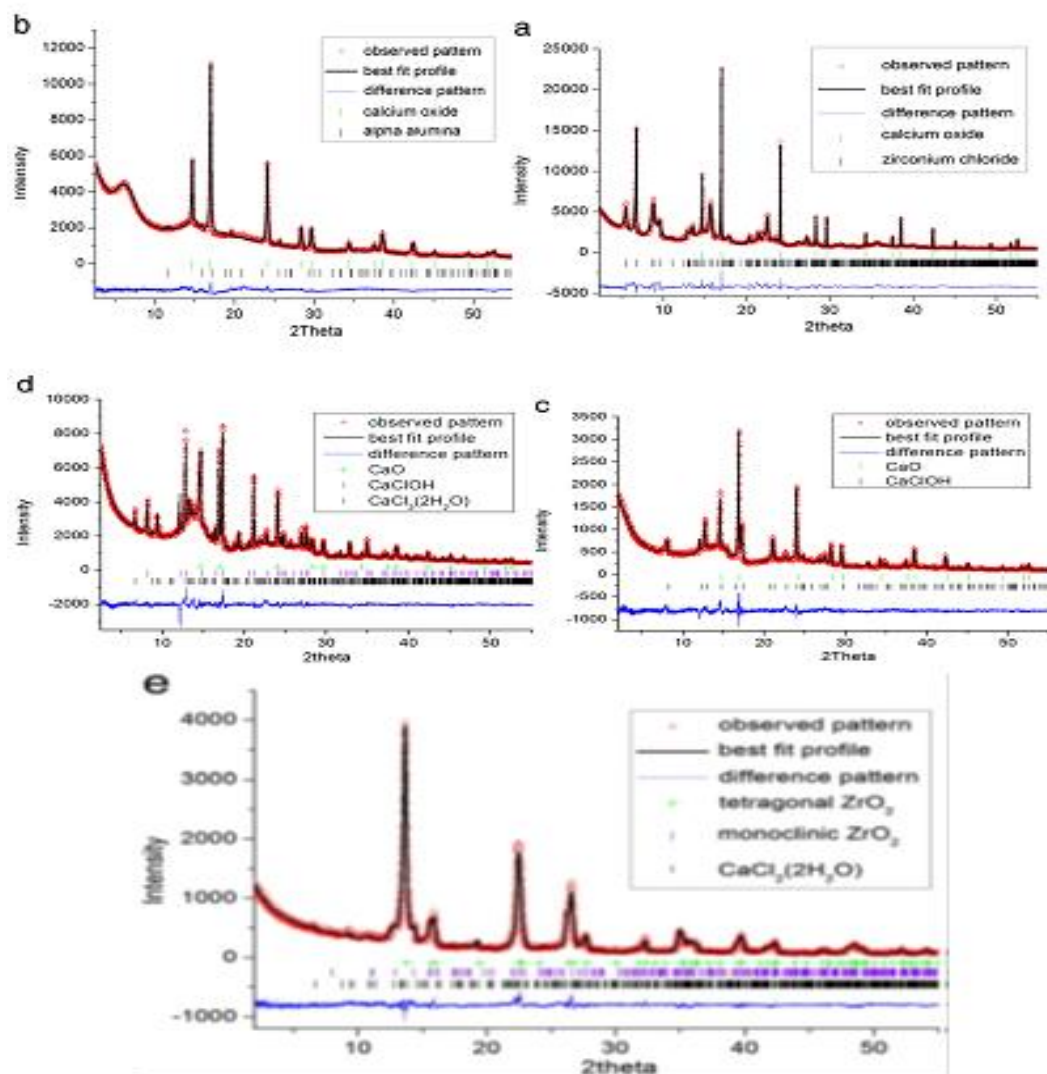 b
12000
10000
8000
6000
4000
2000
0
Intensity
10 20 30 40 50
2Theta
observed pattern
best fit profile
difference pattern
calcium oxide
alpha alumina
a
25000
20000
15000
10000
5000
0
-5000
Intensity
10 20 30 40 50
2theta
observed pattern
best fit profile
difference pattern
calcium oxide
zirconium chloride
d
10000
8000
6000
4000
2000
0
-2000
Intensity
10 20 30 40 50
2theta
observed pattern
best fit profile
difference pattern
CaO
CaClOH
CaCl₂(2H₂O)
c
3500
3000
2500
2000
1500
1000
500
0
-500
-1000
Intensity
10 20 30 40 50
2Theta
observed pattern
best fit profile
difference pattern
CaO
CaClOH
e
4000
3000
2000
1000
0
-1000
Intensity
10 20 30 40 50
2theta
observed pattern
best fit profile
difference pattern
tetragonal ZrO₂
monoclinic ZrO₂
CaCl₂(2H₂O)